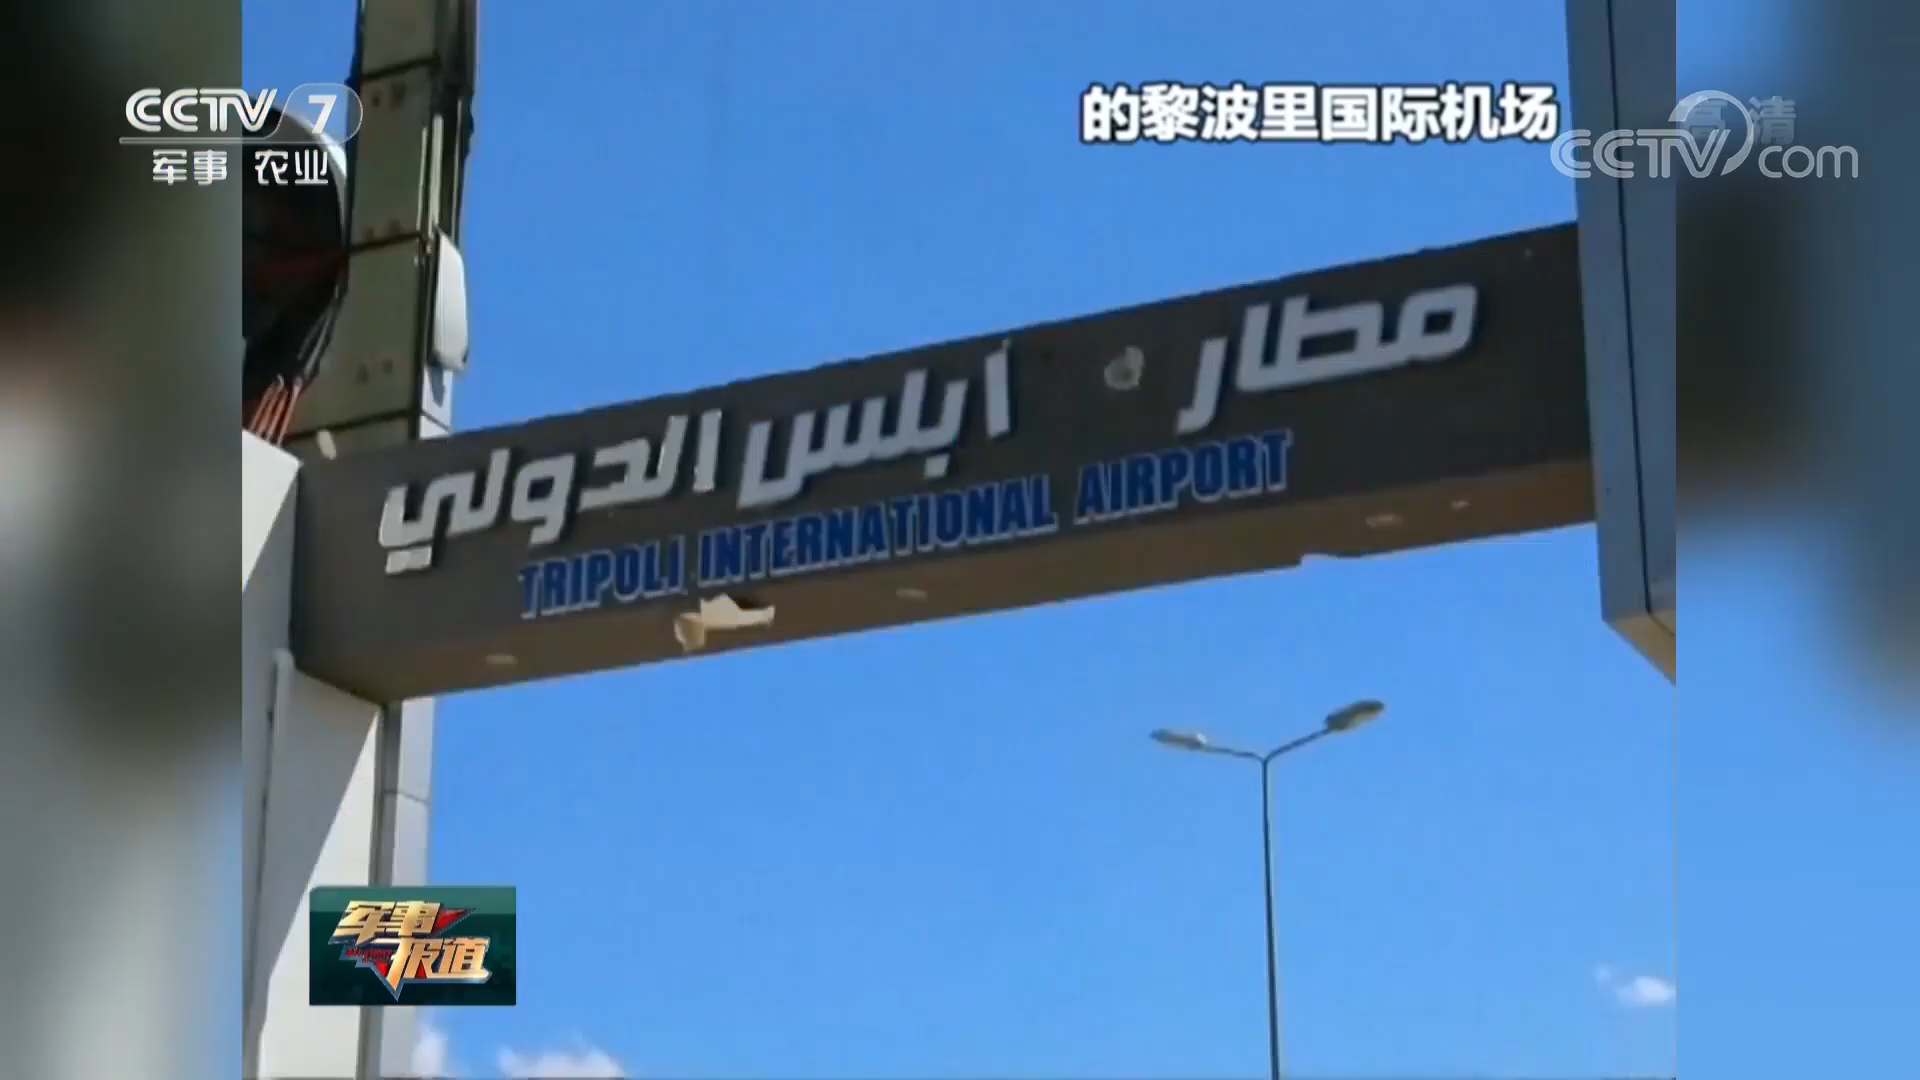 CCTV 7
军事 农业
的黎波里国际机场
高清
CCTV com
مطار ابلس الدولي
TRIPOLI INTERNATIONAL AIRPORT
军事
报道